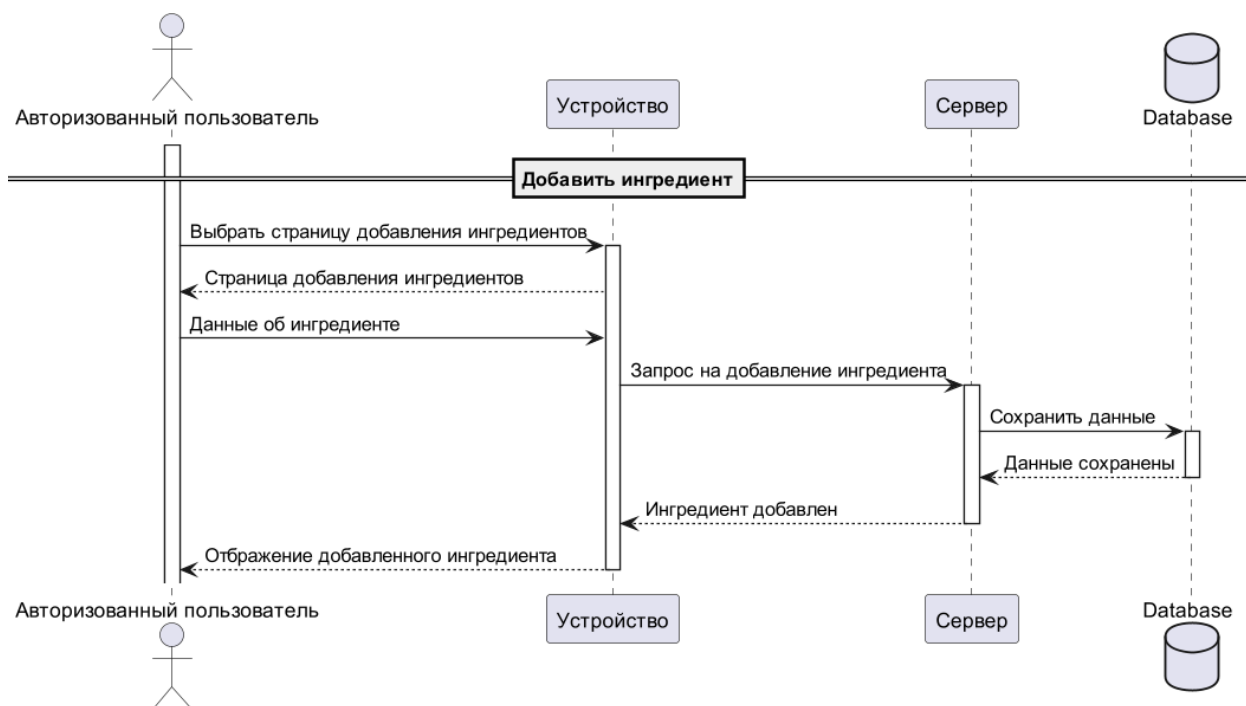 Авторизованный пользователь
Устройство
Сервер
Database
Добавить ингредиент
Выбрать страницу добавления ингредиентов
Страница добавления ингредиентов
Данные об ингредиенте
Запрос на добавление ингредиента
Сохранить данные
Данные сохранены
Ингредиент добавлен
Отбражение добавленного ингредиента
Авторизованный пользователь
Устройство
Сервер
Database